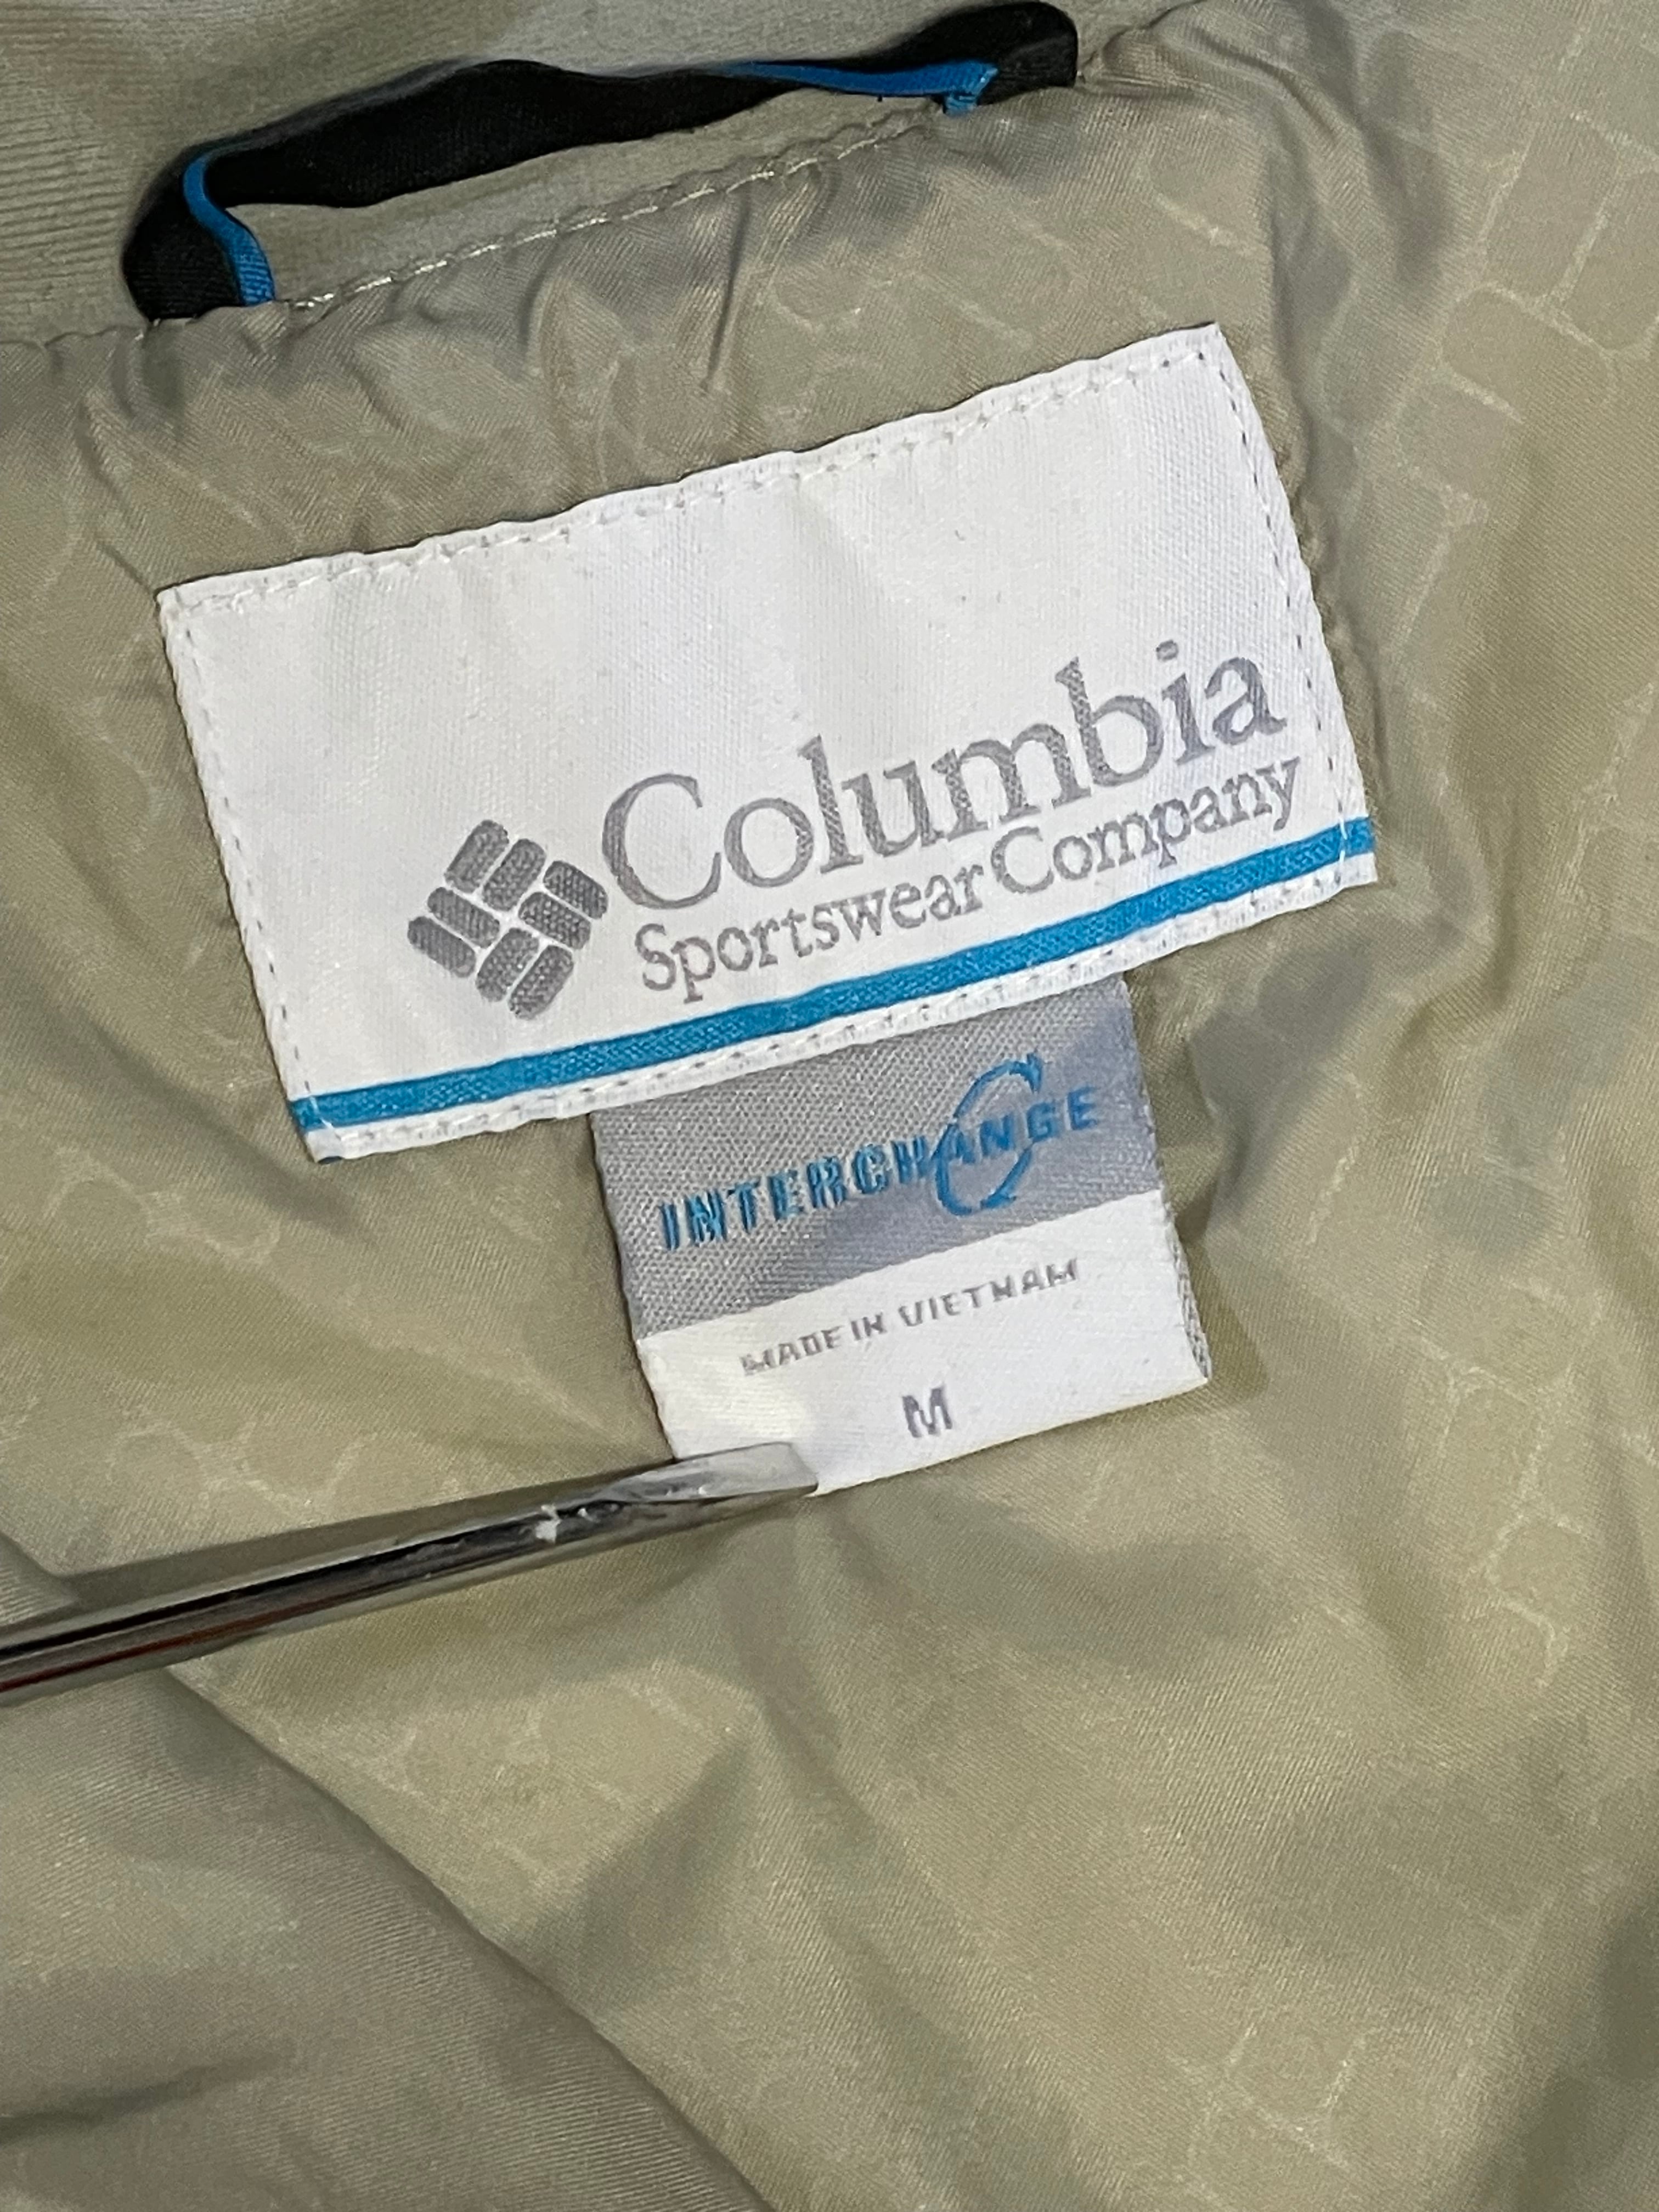 Columbia
Sportswear Company
INTERCHANGE
MADE IN VIETNAM
M